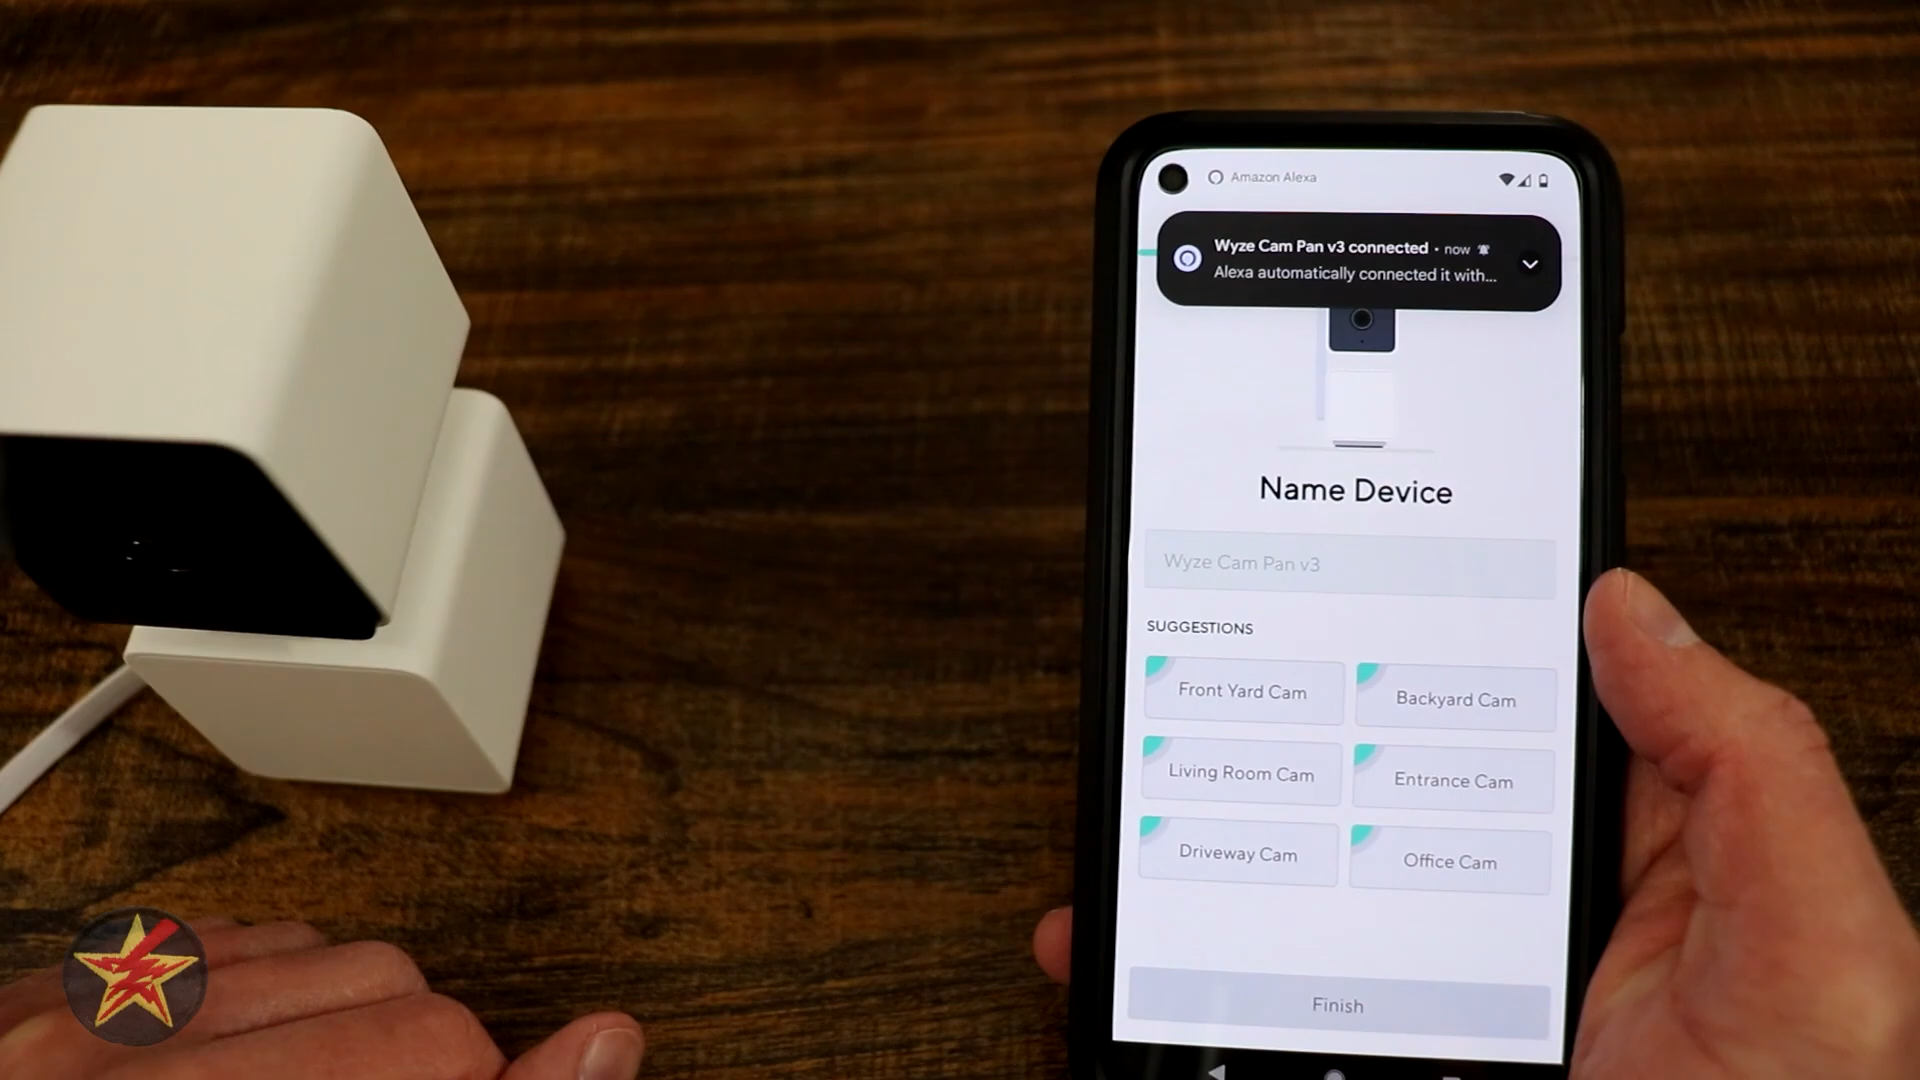 Amazon Alexa
Wyze Cam Pan v3 connected • now
Alexa automatically connected it with...
Name Device
Wyze Cam Pan v3
SUGGESTIONS
Front Yard Cam
Backyard Cam
Living Room Cam
Entrance Cam
Driveway Cam
Office Cam
Finish